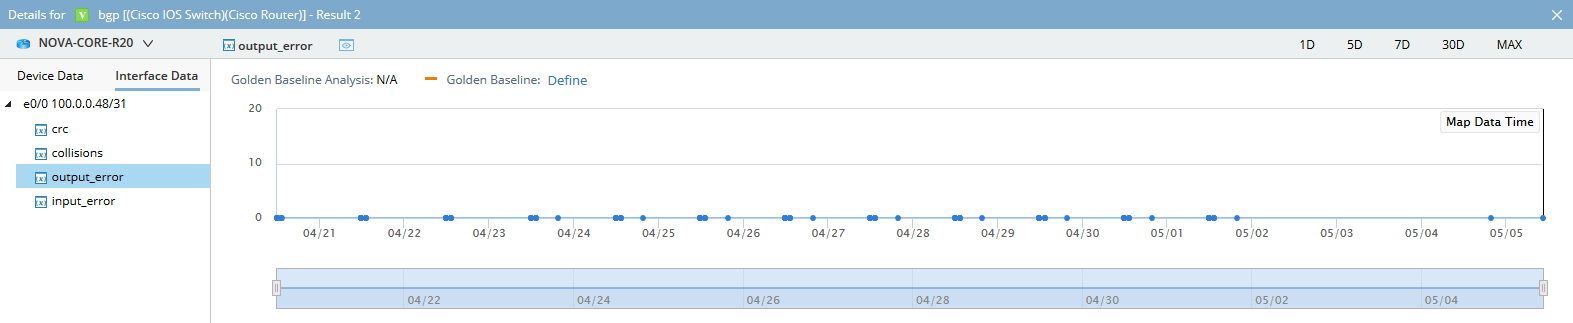 Details for V bgp [(Cisco IOS Switch)(Cisco Router)] - Result 2
NOVA-CORE-R20
output_error
1D 5D 7D 30D MAX
Device Data Interface Data
Golden Baseline Analysis: N/A Golden Baseline: Define
e0/0 100.0.0.48/31
crc
collisions
output_error
input_error
20
Map Data Time
10
0
04/21 04/22 04/23 04/24 04/25 04/26 04/27 04/28 04/29 04/30 05/01 05/02 05/03 05/04 05/05
04/22 04/24 04/26 04/28 04/30 05/02 05/04